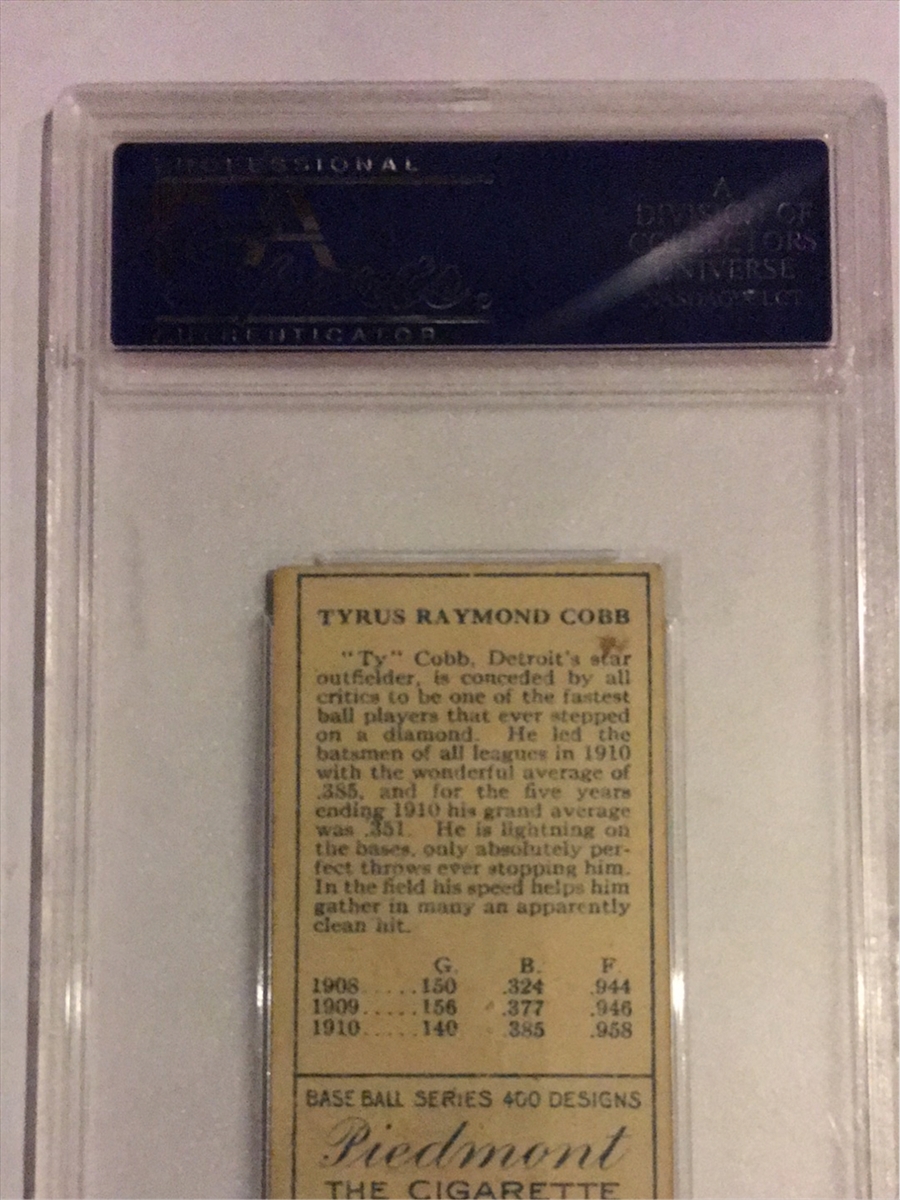 PROFESSIONAL
PSA
AUTHENTICATOR
A
DIVISION OF
COLLECTORS
UNIVERSE
NASDAQ: CLCT
TYRUS RAYMOND COBB
"Ty" Cobb, Detroit's star
outfielder, is conceded by all
critics to be one of the fastest
ball players that ever stepped
on a diamond. He led the
batsmen of all leagues in 1910
with the wonderful average of
.385, and for the five years
ending 1910 his grand average
was .351. He is lightning on
the bases, only absolutely per-
fect throws ever stopping him.
In the field his speed helps him
gather in many an apparently
clean hit.
G. B. F.
1908......150 .324 .944
1909......156 .377 .946
1910......140 .385 .958
BASE BALL SERIES 400 DESIGNS
Piedmont
THE CIGARETTE